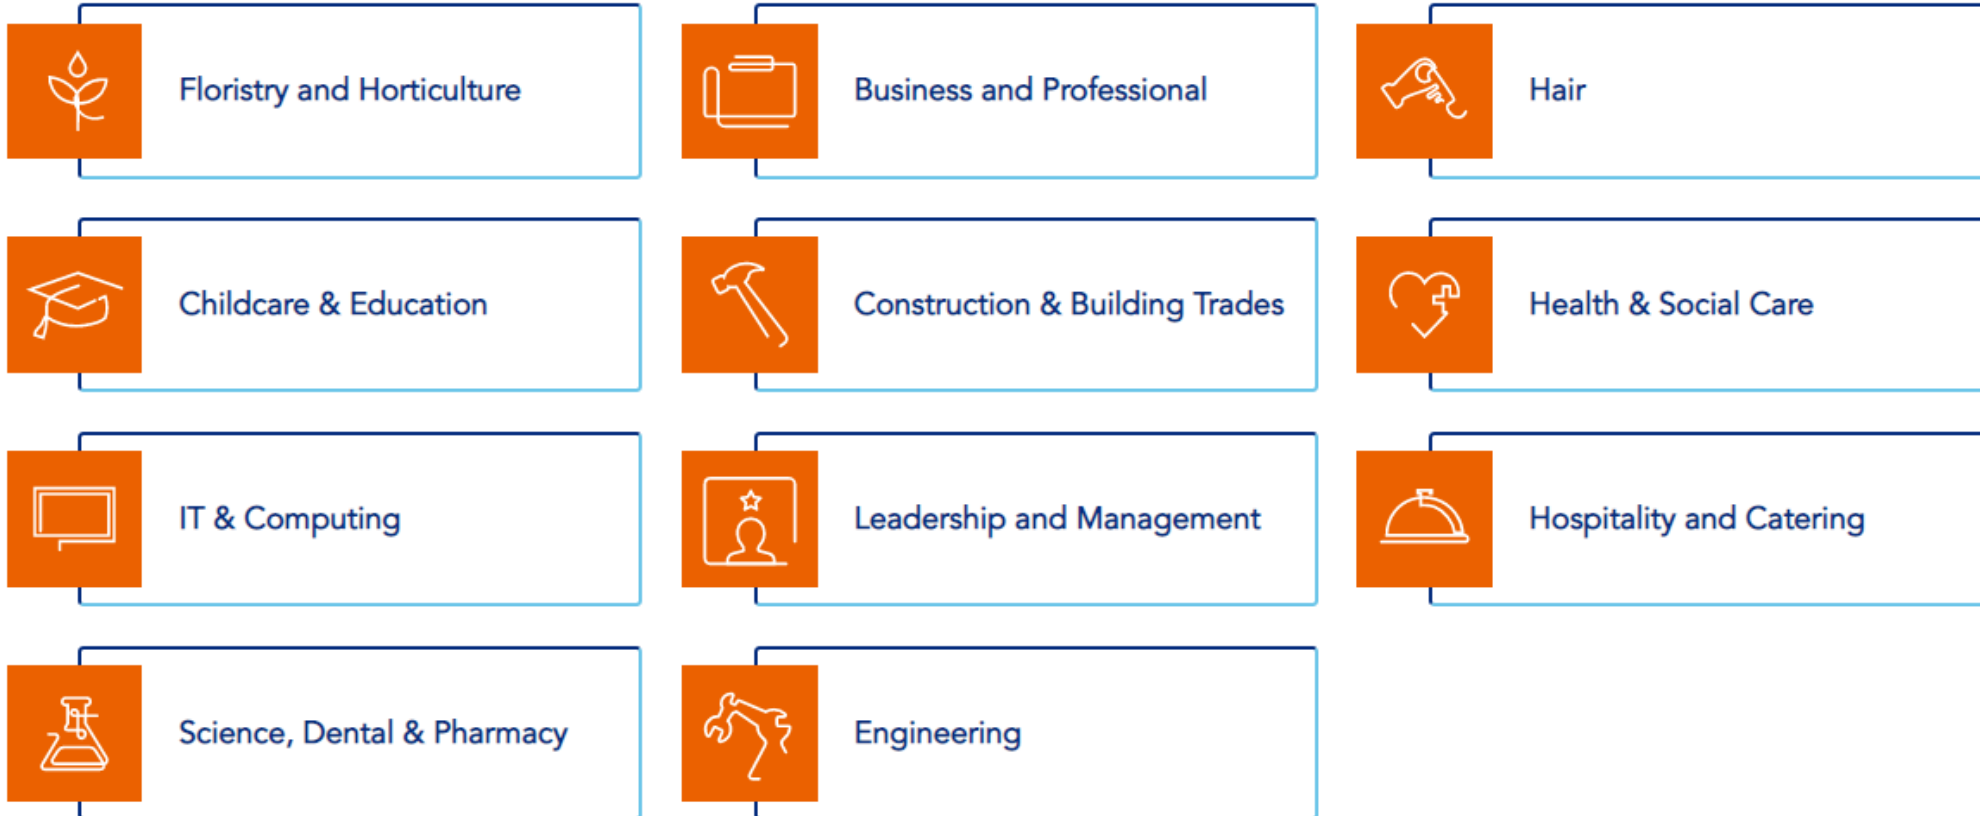 Floristry and Horticulture
Business and Professional
Hair
Childcare & Education
Construction & Building Trades
Health & Social Care
IT & Computing
Leadership and Management
Hospitality and Catering
Science, Dental & Pharmacy
Engineering